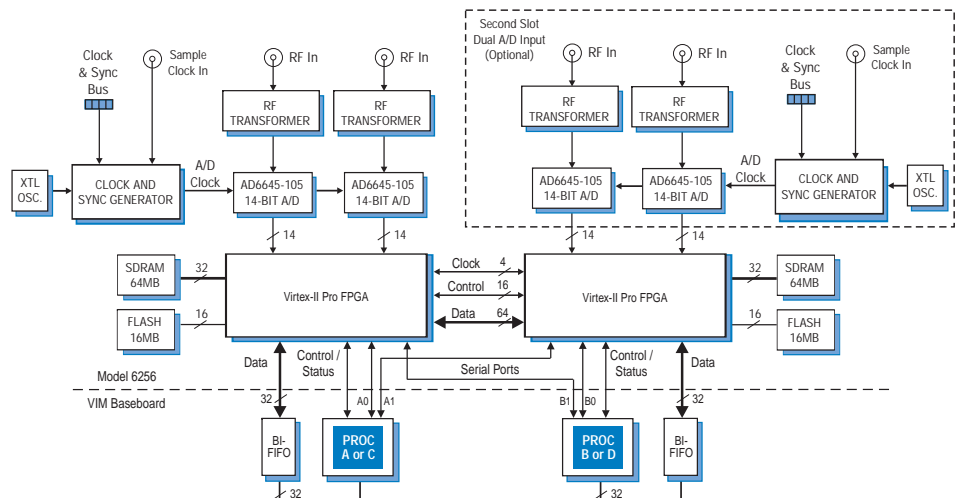 Clock
& Sync
Bus
Sample
Clock In
RF In
RF In
Second Slot
Dual A/D Input
(Optional)
RF In
RF In
Clock
& Sync
Bus
Sample
Clock In
RF
TRANSFORMER
RF
TRANSFORMER
RF
TRANSFORMER
RF
TRANSFORMER
XTL
OSC.
CLOCK AND
SYNC GENERATOR
A/D
Clock
AD6645-105
14-BIT A/D
AD6645-105
14-BIT A/D
AD6645-105
14-BIT A/D
AD6645-105
14-BIT A/D
A/D
Clock
CLOCK AND
SYNC GENERATOR
XTL
OSC.
14
14
14
14
SDRAM
64MB
32
FLASH
16MB
16
Virtex-II Pro FPGA
Clock
4
Control
16
Data
64
Virtex-II Pro FPGA
32
SDRAM
64MB
16
FLASH
16MB
Data
Control /
Status
Serial Ports
Control /
Status
Data
Model 6256
VIM Baseboard
32
A0
A1
B1
B0
32
BI-
FIFO
PROC
A or C
PROC
B or D
BI-
FIFO
32
32